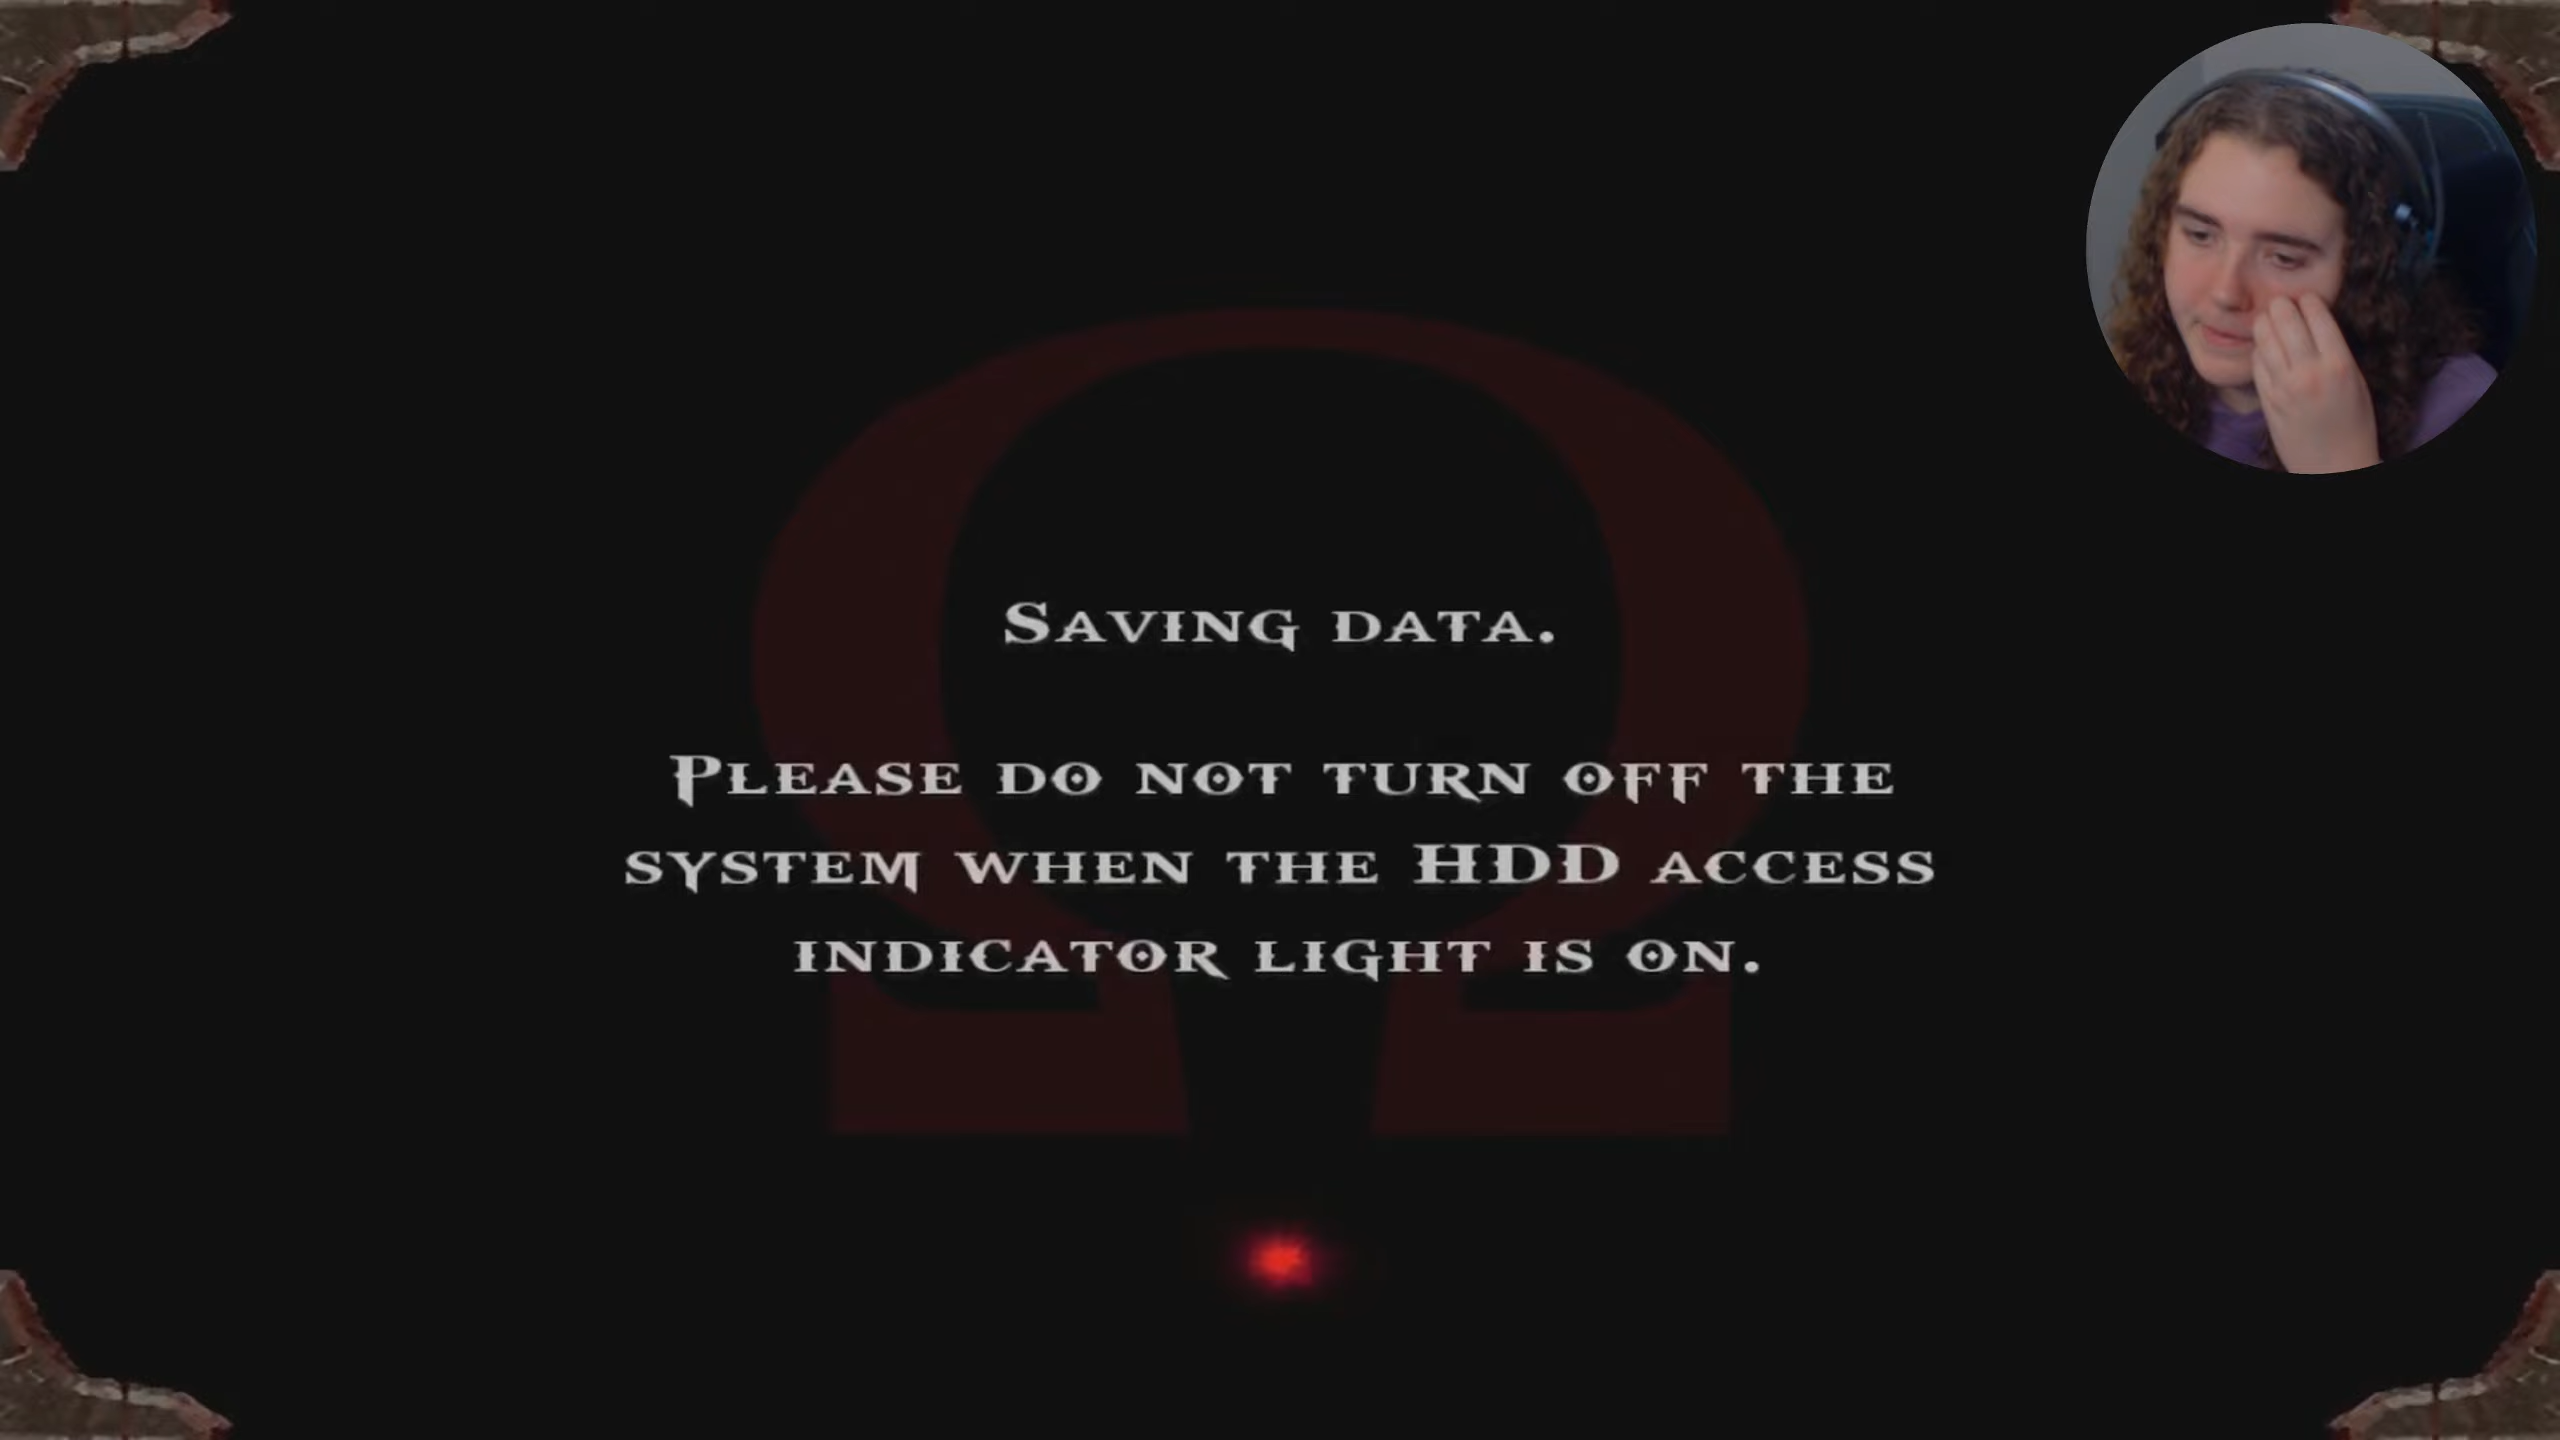 Saving data.
Please do not turn off the
system when the HDD access
indicator light is on.